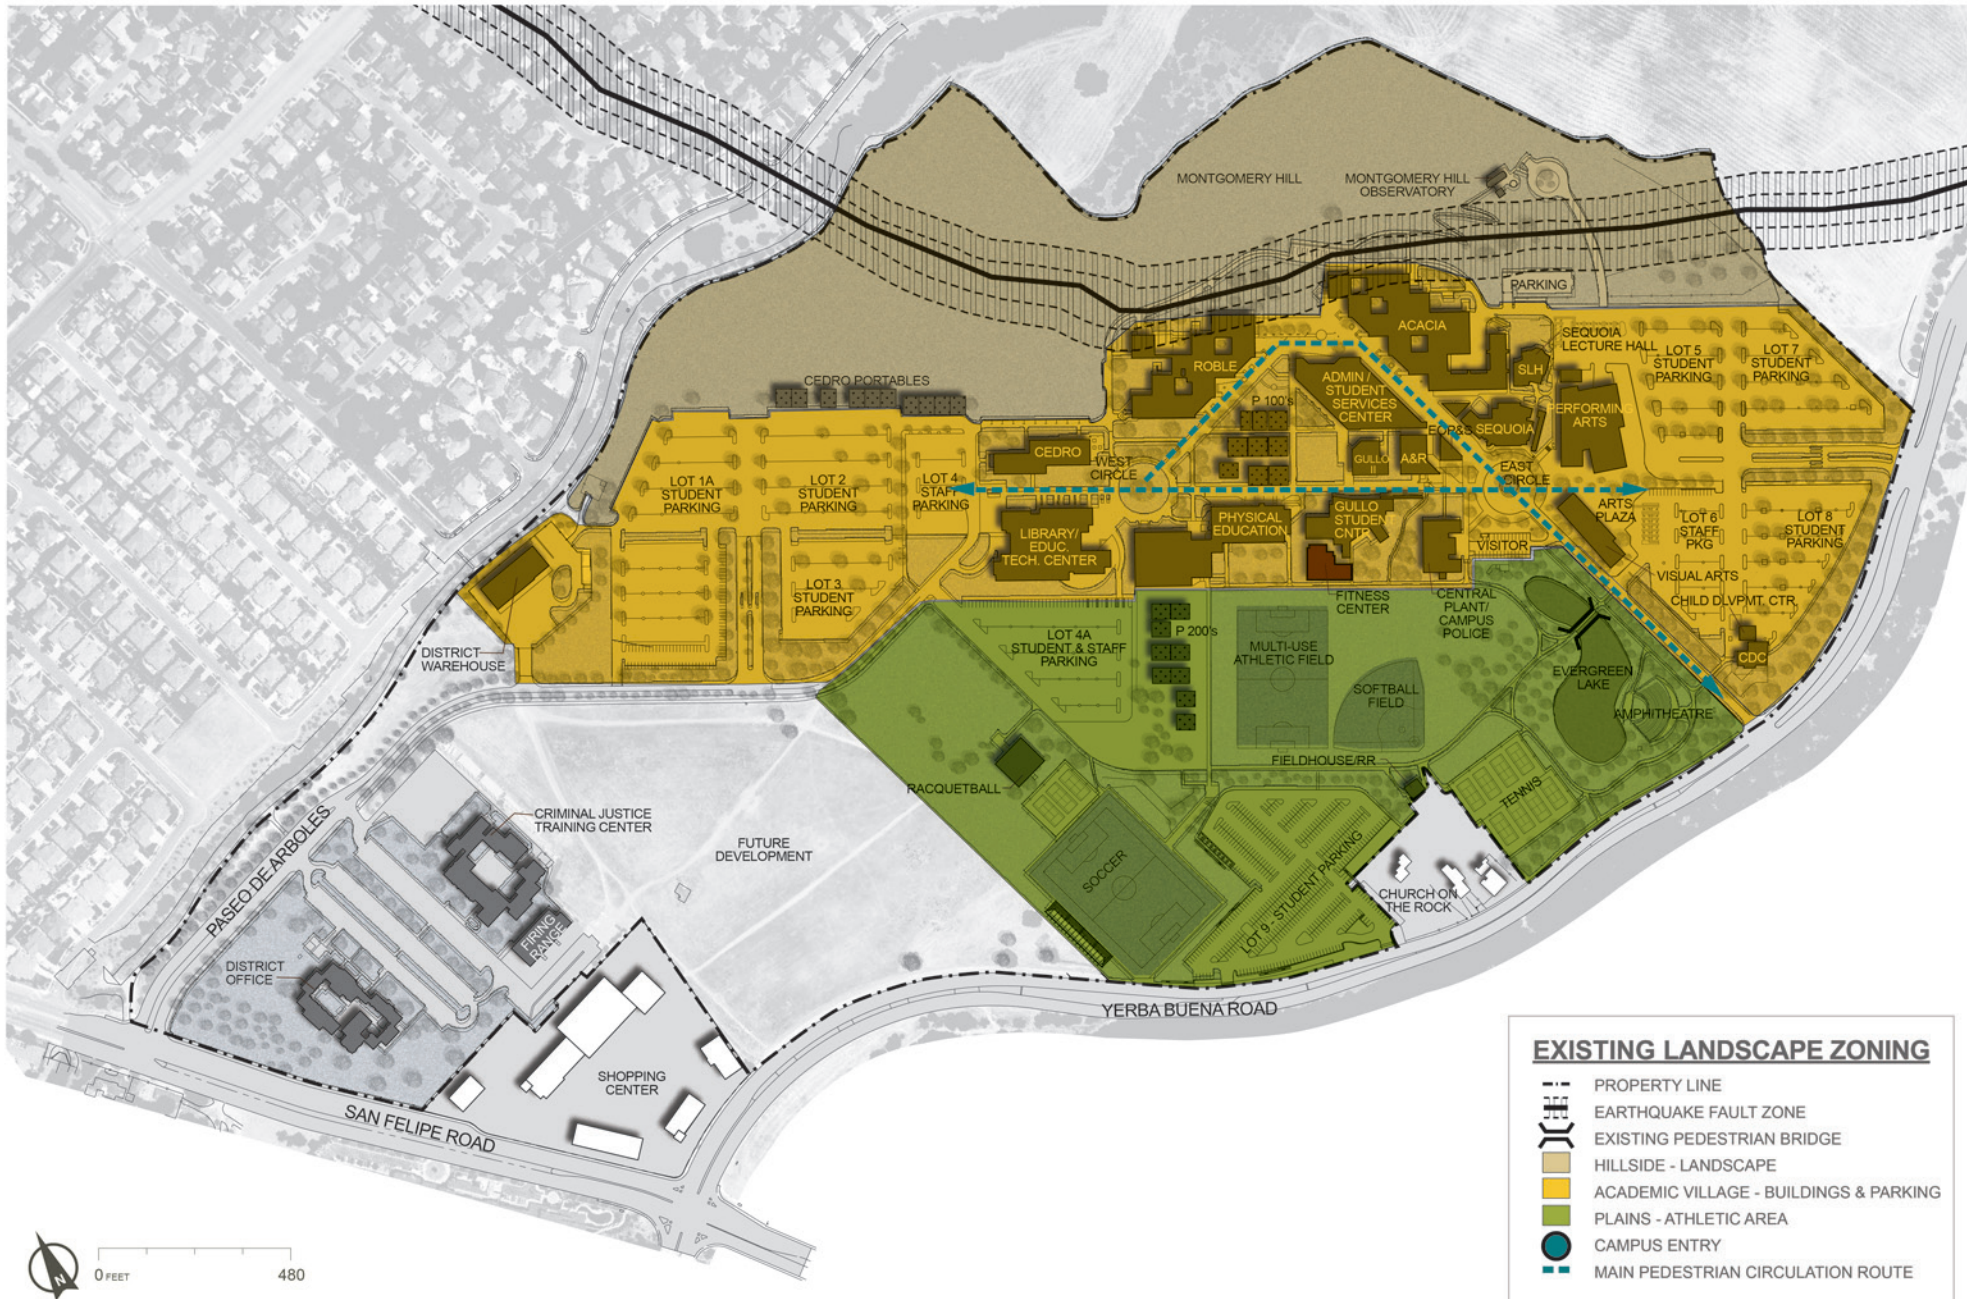 MONTGOMERY HILL
MONTGOMERY HILL
OBSERVATORY
PARKING
ACACIA
SEQUOIA
LECTURE HALL
LOT 5
STUDENT
PARKING
LOT 7
STUDENT
PARKING
ROBLE
ADMIN /
STUDENT
SERVICES
CENTER
SLH
CEDRO PORTABLES
P 100's
PERFORMING
ARTS
EOP&S
SEQUOIA
CEDRO
WEST
CIRCLE
GULLO
II
A&R
EAST
CIRCLE
LOT 1A
STUDENT
PARKING
LOT 2
STUDENT
PARKING
LOT 4
STAFF
PARKING
LIBRARY/
EDUC.
TECH. CENTER
PHYSICAL
EDUCATION
GULLO
STUDENT
CNTR
ARTS
PLAZA
LOT 6
STAFF
PKG
LOT 8
STUDENT
PARKING
VISITOR
VISUAL ARTS
LOT 3
STUDENT
PARKING
FITNESS
CENTER
CENTRAL
PLANT/
CAMPUS
POLICE
CHILD DLVPMT. CTR
CDC
DISTRICT
WAREHOUSE
LOT 4A
STUDENT & STAFF
PARKING
P 200's
MULTI-USE
ATHLETIC FIELD
SOFTBALL
FIELD
EVERGREEN
LAKE
AMPHITHEATRE
FIELDHOUSE/RR
RACQUETBALL
TENNIS
PASEO DE ARBOLES
CRIMINAL JUSTICE
TRAINING CENTER
FUTURE
DEVELOPMENT
SOCCER
LOT 9 - STUDENT PARKING
CHURCH ON
THE ROCK
FIRING
RANGE
DISTRICT
OFFICE
YERBA BUENA ROAD
SHOPPING
CENTER
SAN FELIPE ROAD
EXISTING LANDSCAPE ZONING
PROPERTY LINE
EARTHQUAKE FAULT ZONE
EXISTING PEDESTRIAN BRIDGE
HILLSIDE - LANDSCAPE
ACADEMIC VILLAGE - BUILDINGS & PARKING
PLAINS - ATHLETIC AREA
CAMPUS ENTRY
MAIN PEDESTRIAN CIRCULATION ROUTE
N
0 FEET 480